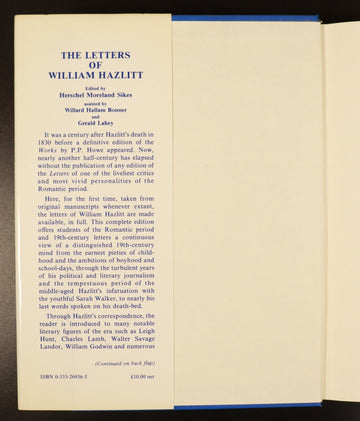 THE LETTERS
OF
WILLIAM HAZLITT
Edited by
Herschel Moreland Sikes
assisted by
Willard Hallam Bonner
and
Gerald Lahey
It was a century after Hazlitt's death in
1830 before a definitive edition of the
Works by P.P. Howe appeared. Now,
nearly another half-century has elapsed
without the publication of any edition of
the Letters of one of the liveliest critics
and most vivid personalities of the
Romantic period.
Here, for the first time, taken from
original manuscripts whenever extant,
the letters of William Hazlitt are made
available, in full. This complete edition
offers students of the Romantic period
and 19th-century letters a continuous
view of a distinguished 19th-century
mind from the earnest pieties of child-
hood and the ambitions of boyhood and
school-days, through the turbulent years
of his political and literary journalism
and the tempestuous period of the
middle-aged Hazlitt's infatuation with
the youthful Sarah Walker, to nearly his
last words spoken on his death-bed.
Through Hazlitt's correspondence, the
reader is introduced to many notable
literary figures of the era such as Leigh
Hunt, Charles Lamb, Walter Savage
Landor, William Godwin and numerous
(Continued on back flap)
ISBN 0-333-26936-5 £10.00 net